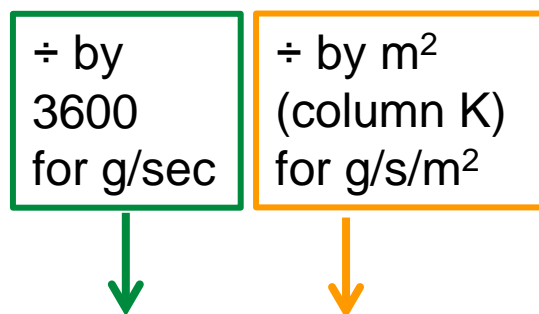 ÷ by
3600
for g/sec
÷ by m²
(column K)
for g/s/m²